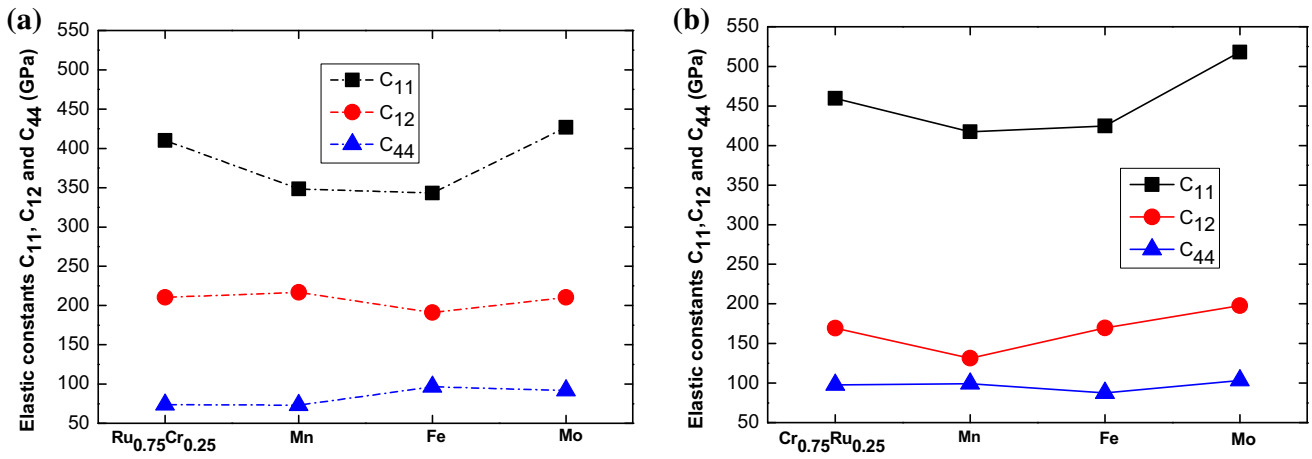 (a)
Elastic constants C11, C12 and C44 (GPa)
550
500
450
400
350
300
250
200
150
100
50
C11
C12
C44
Ru0.75Cr0.25
Mn
Fe
Mo
(b)
Elastic constants C11,C12 and C44 (GPa)
550
500
450
400
350
300
250
200
150
100
50
C11
C12
C44
Cr0.75Ru0.25
Mn
Fe
Mo